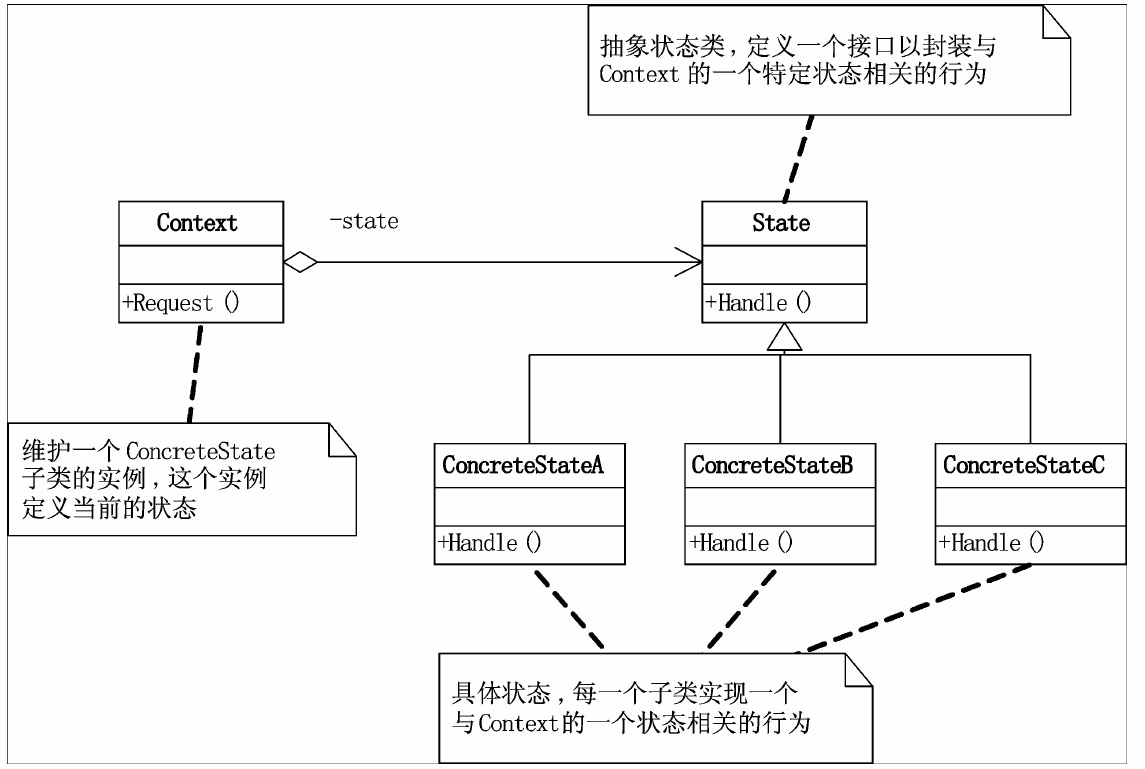 抽象状态类，定义一个接口以封装与
Context 的一个特定状态相关的行为
Context
-state
State
+Request()
+Handle()
维护一个 ConcreteState
子类的实例，这个实例
定义当前的状态
ConcreteStateA
ConcreteStateB
ConcreteStateC
+Handle()
+Handle()
+Handle()
具体状态，每一个子类实现一个
与Context的一个状态相关的行为